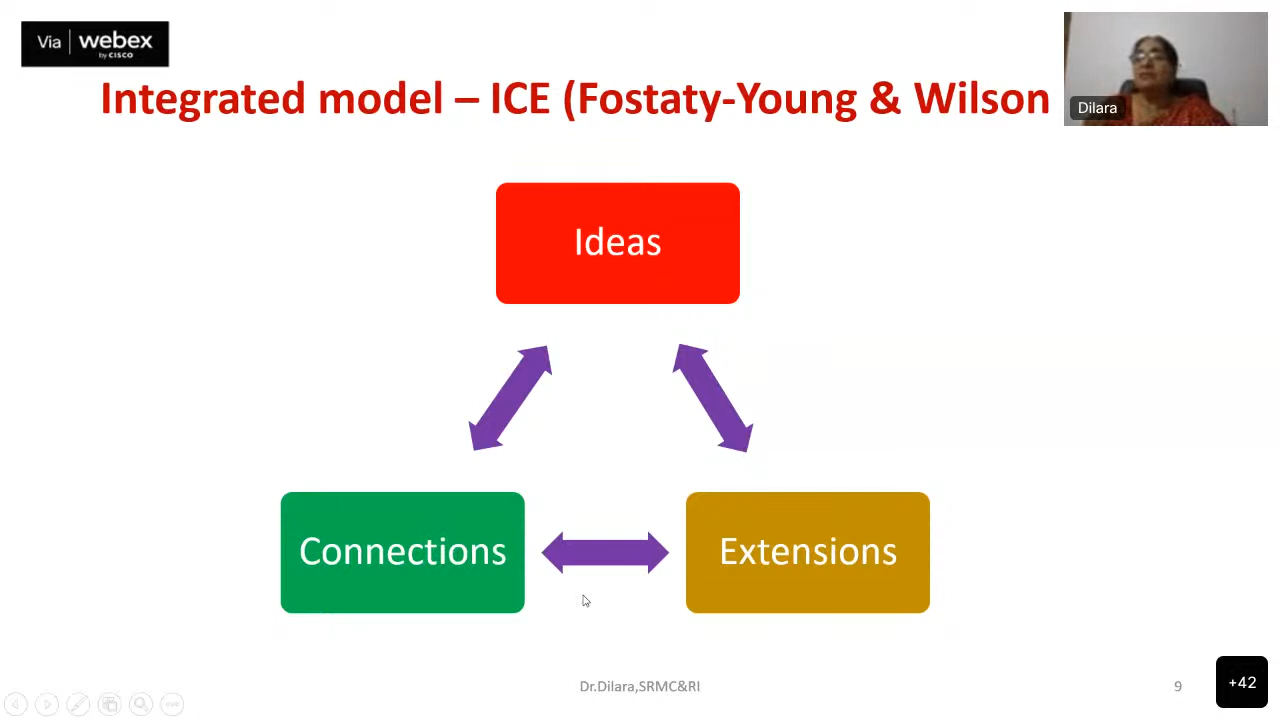 Via | webex
by CISCO
Integrated model – ICE (Fostaty-Young & Wilson
Dilara
Ideas
Connections
Extensions
Dr.Dilara,SRMC&RI
9
+42